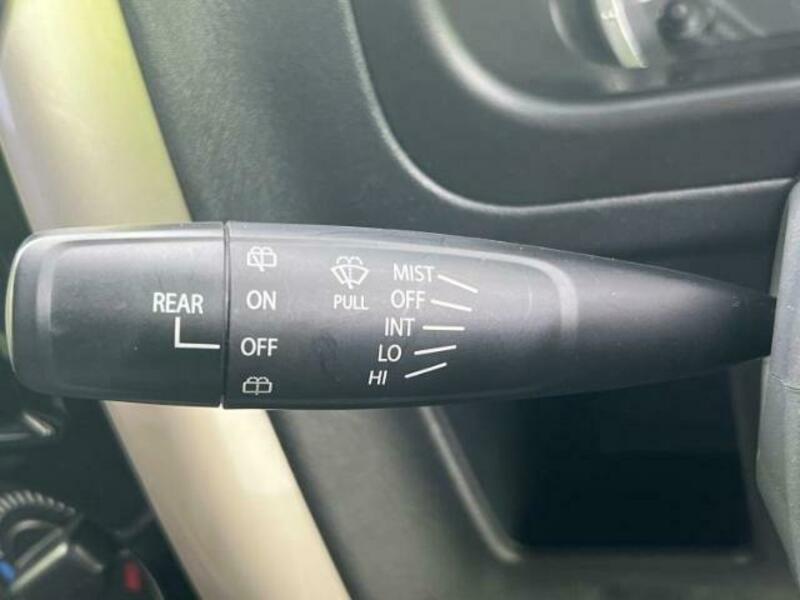 REAR
ON
OFF
PULL
MIST
OFF
INT
LO
HI